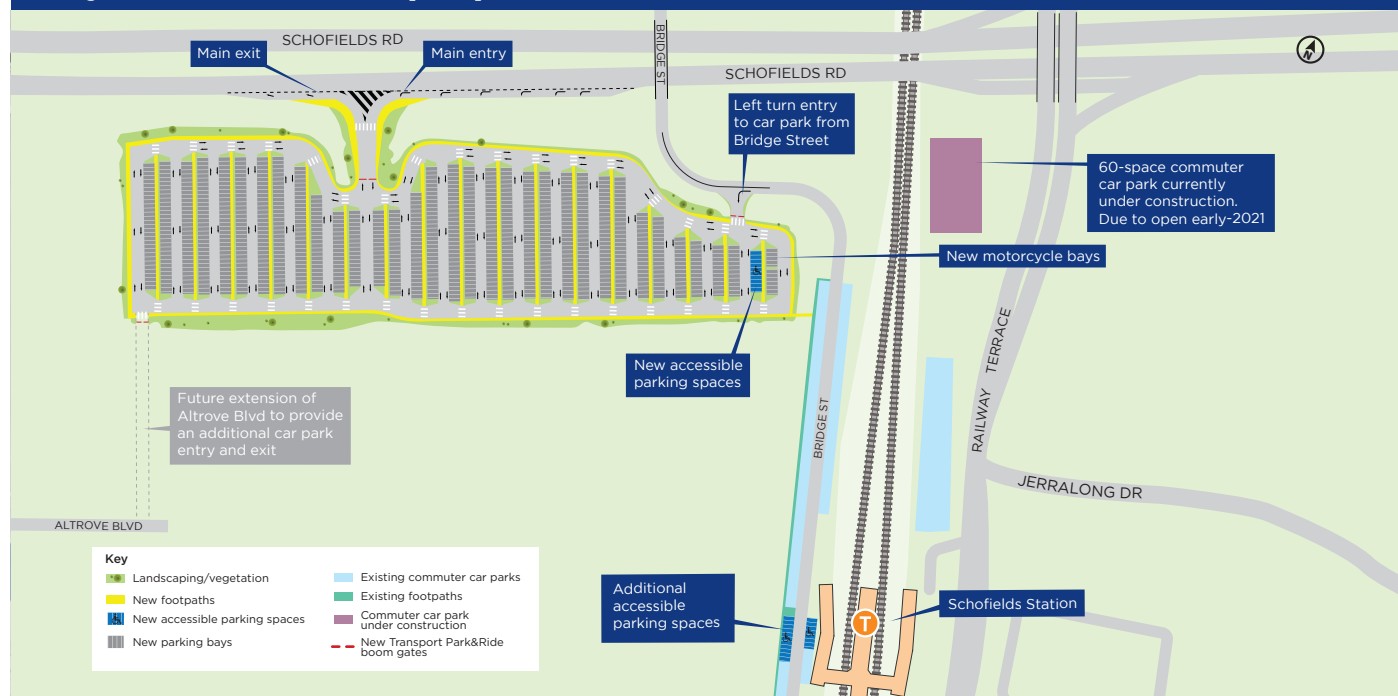 SCHOFIELDS RD
Main exit
Main entry
BRIDGE ST
SCHOFIELDS RD
N
Left turn entry
to car park from
Bridge Street
60-space commuter
car park currently
under construction.
Due to open early-2021
New motorcycle bays
New accessible
parking spaces
RAILWAY TERRACE
Future extension of
Altrove Blvd to provide
an additional car park
entry and exit
BRIDGE ST
JERRALONG DR
ALTROVE BLVD
Key
Landscaping/vegetation
New footpaths
New accessible parking spaces
New parking bays
Existing commuter car parks
Existing footpaths
Commuter car park
under construction
New Transport Park&Ride
boom gates
Additional
accessible
parking spaces
T
Schofields Station